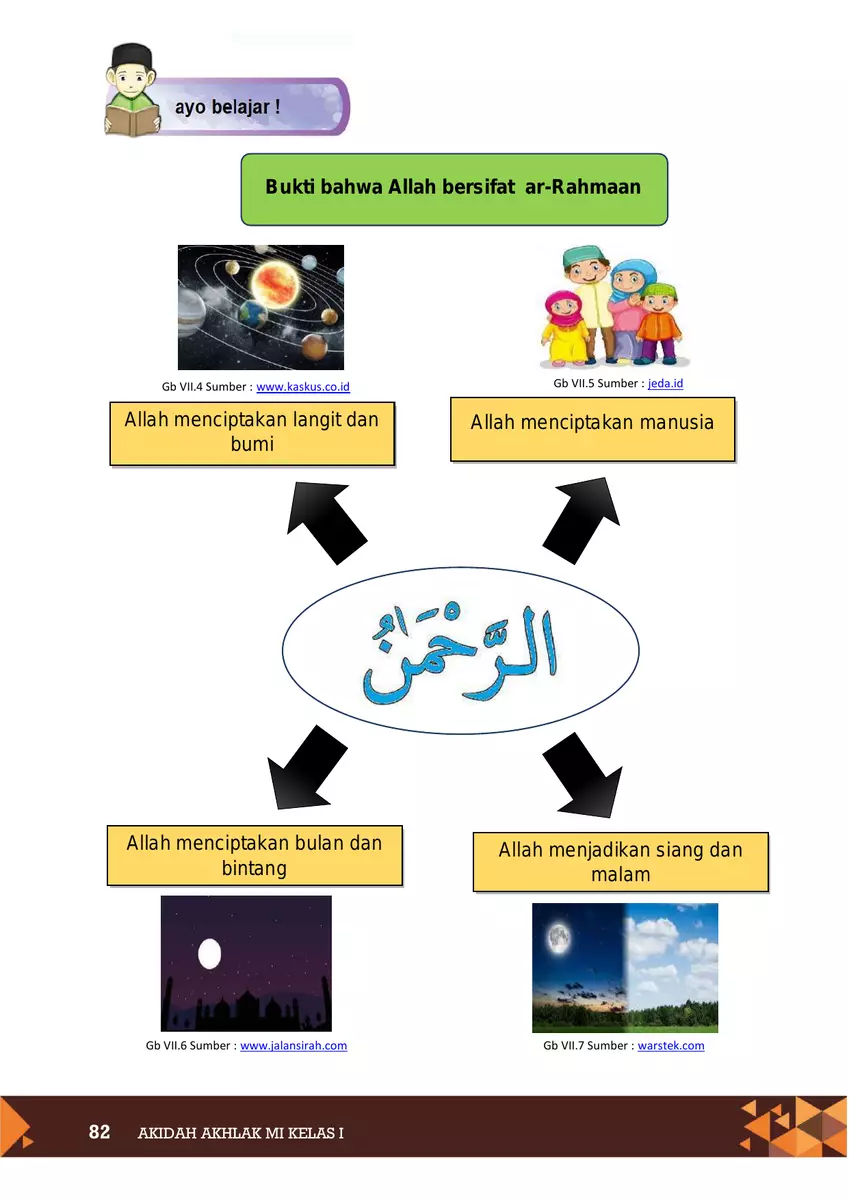 ayo belajar !
Bukti bahwa Allah bersifat ar-Rahmaan
Gb VII.4 Sumber : www.kaskus.co.id
Gb VII.5 Sumber : jeda.id
Allah menciptakan langit dan
bumi
Allah menciptakan manusia
الرَّحْمٰنُ
Allah menciptakan bulan dan
bintang
Allah menjadikan siang dan
malam
Gb VII.6 Sumber : www.jalansirah.com
Gb VII.7 Sumber : warstek.com
82 AKIDAH AKHLAK MI KELAS I